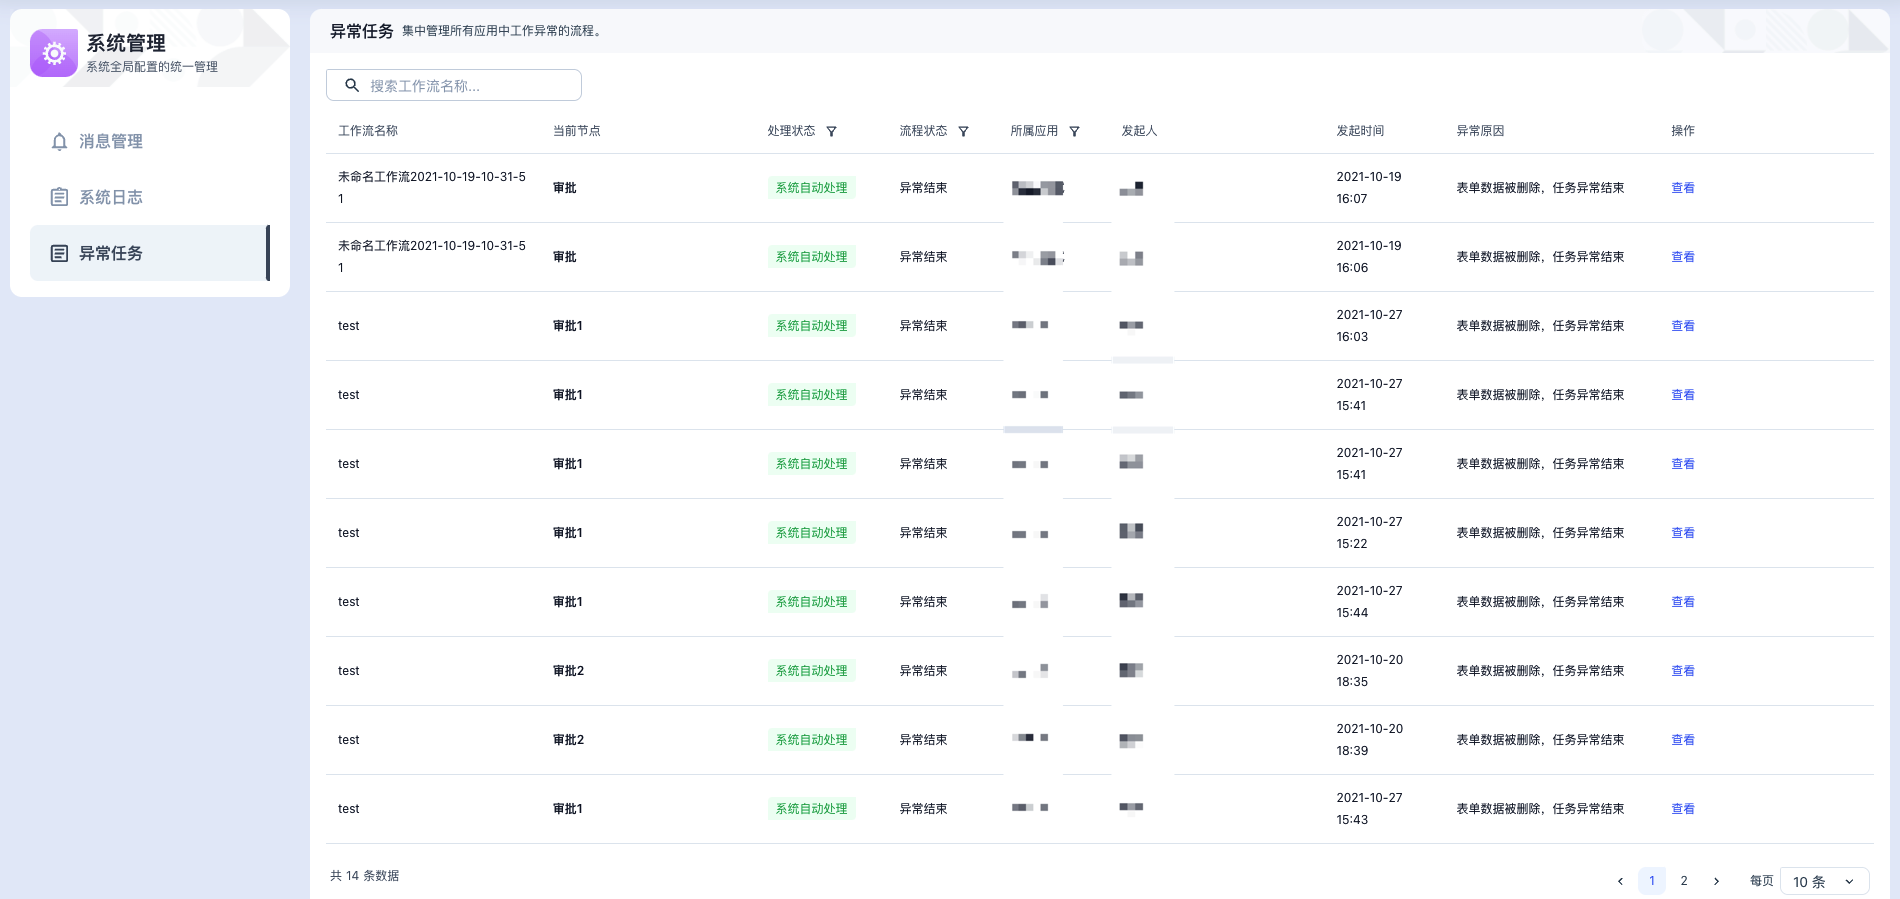 系统管理
系统全局配置的统一管理
消息管理
系统日志
异常任务
异常任务 集中管理所有应用中工作异常的流程。
搜索工作流名称...
工作流名称 当前节点 处理状态 流程状态 所属应用 发起人 发起时间 异常原因 操作
未命名工作流2021-10-19-10-31-5
1 审批 系统自动处理 异常结束 2021-10-19
16:07 表单数据被删除，任务异常结束 查看
未命名工作流2021-10-19-10-31-5
1 审批 系统自动处理 异常结束 2021-10-19
16:06 表单数据被删除，任务异常结束 查看
test 审批1 系统自动处理 异常结束 2021-10-27
16:03 表单数据被删除，任务异常结束 查看
test 审批1 系统自动处理 异常结束 2021-10-27
15:41 表单数据被删除，任务异常结束 查看
test 审批1 系统自动处理 异常结束 2021-10-27
15:41 表单数据被删除，任务异常结束 查看
test 审批1 系统自动处理 异常结束 2021-10-27
15:22 表单数据被删除，任务异常结束 查看
test 审批1 系统自动处理 异常结束 2021-10-27
15:44 表单数据被删除，任务异常结束 查看
test 审批2 系统自动处理 异常结束 2021-10-20
18:35 表单数据被删除，任务异常结束 查看
test 审批2 系统自动处理 异常结束 2021-10-20
18:39 表单数据被删除，任务异常结束 查看
test 审批1 系统自动处理 异常结束 2021-10-27
15:43 表单数据被删除，任务异常结束 查看
共 14 条数据 1 2 每页 10 条